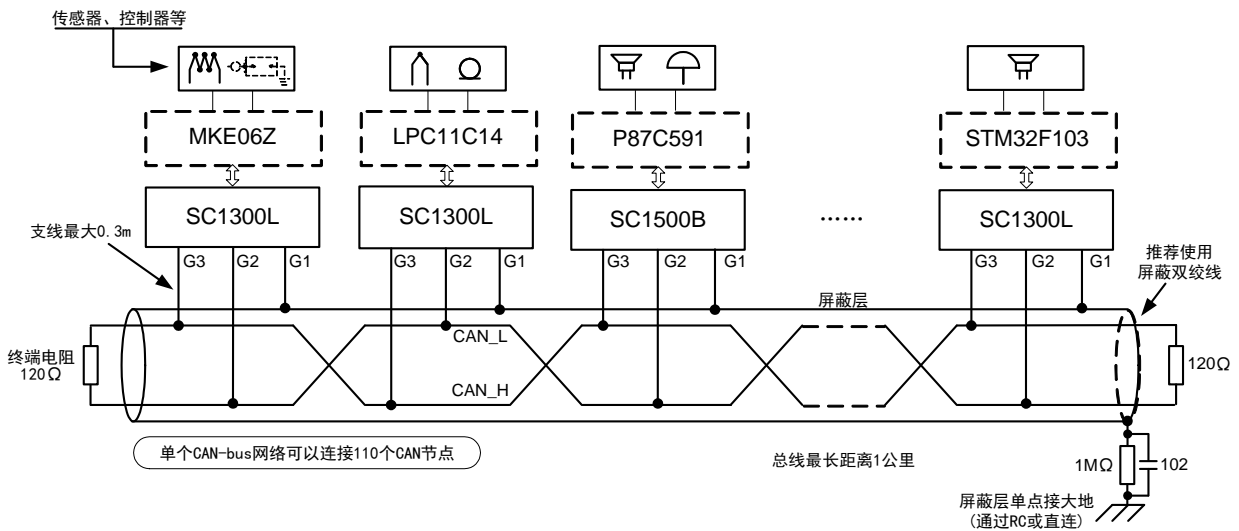 传感器、控制器等
MKE06Z
LPC11C14
P87C591
STM32F103
SC1300L
SC1300L
SC1500B
……
SC1300L
支线最大0.3m
G3
G2
G1
G3
G2
G1
G3
G2
G1
G3
G2
G1
推荐使用
屏蔽双绞线
屏蔽层
CAN_L
终端电阻
120Ω
120Ω
CAN_H
单个CAN-bus网络可以连接110个CAN节点
总线最长距离1公里
1MΩ
102
屏蔽层单点接大地
(通过RC或直连)